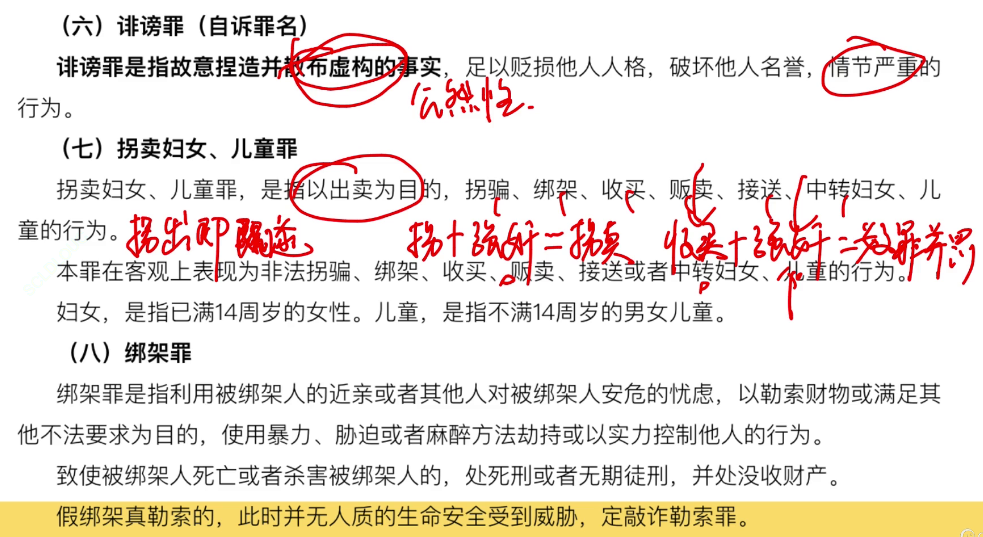 （六）诽谤罪（自诉罪名）
诽谤罪是指故意捏造并散布虚构的事实，足以贬损他人人格，破坏他人名誉，情节严重的
公然性.
行为。
（七）拐卖妇女、儿童罪
拐卖妇女、儿童罪，是指以出卖为目的，拐骗、绑架、收买、贩卖、接送、中转妇女、儿
童的行为。
拐出即既遂 拐+强奸=拐卖 收买+强奸=数罪并罚
本罪在客观上表现为非法拐骗、绑架、收买、贩卖、接送或者中转妇女、儿童的行为。
妇女，是指已满14周岁的女性。儿童，是指不满14周岁的男女儿童。
（八）绑架罪
绑架罪是指利用被绑架人的近亲或者其他人对被绑架人安危的忧虑，以勒索财物或满足其
他不法要求为目的，使用暴力、胁迫或者麻醉方法劫持或以实力控制他人的行为。
致使被绑架人死亡或者杀害被绑架人的，处死刑或者无期徒刑，并处没收财产。
假绑架真勒索的，此时并无人质的生命安全受到威胁，定敲诈勒索罪。